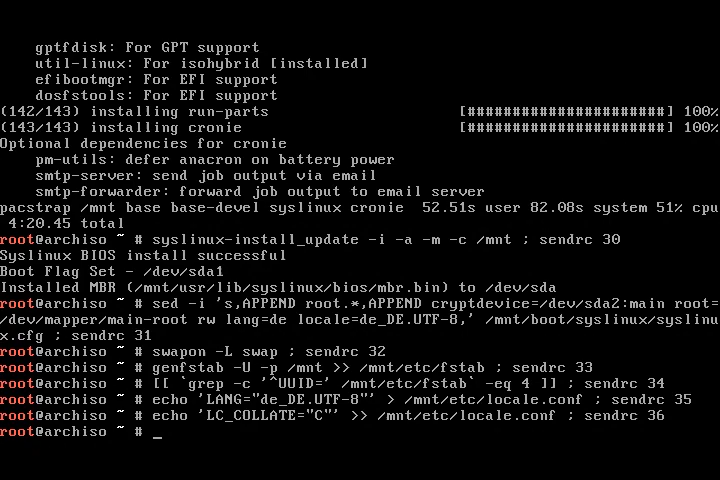 gptfdisk: For GPT support
util-linux: For isohybrid [installed]
efibootmgr: For EFI support
dosfstools: For EFI support
(142/143) installing run-parts [######################] 100%
(143/143) installing cronie [######################] 100%
Optional dependencies for cronie
pm-utils: defer anacron on battery power
smtp-server: send job output via email
smtp-forwarder: forward job output to email server
pacstrap /mnt base base-devel syslinux cronie  52.51s user 82.08s system 51% cpu
 4:20.45 total
root@archiso ~ # syslinux-install_update -i -a -m -c /mnt ; sendrc 30
Syslinux BIOS install successful
Boot Flag Set - /dev/sda1
Installed MBR (/mnt/usr/lib/syslinux/bios/mbr.bin) to /dev/sda
root@archiso ~ # sed -i 's,APPEND root.*,APPEND cryptdevice=/dev/sda2:main root=
/dev/mapper/main-root rw lang=de locale=de_DE.UTF-8,' /mnt/boot/syslinux/syslinu
x.cfg ; sendrc 31
root@archiso ~ # swapon -L swap ; sendrc 32
root@archiso ~ # genfstab -U -p /mnt >> /mnt/etc/fstab ; sendrc 33
root@archiso ~ # [[ `grep -c '^UUID=' /mnt/etc/fstab` -eq 4 ]] ; sendrc 34
root@archiso ~ # echo 'LANG="de_DE.UTF-8"' > /mnt/etc/locale.conf ; sendrc 35
root@archiso ~ # echo 'LC_COLLATE="C"' >> /mnt/etc/locale.conf ; sendrc 36
root@archiso ~ # _